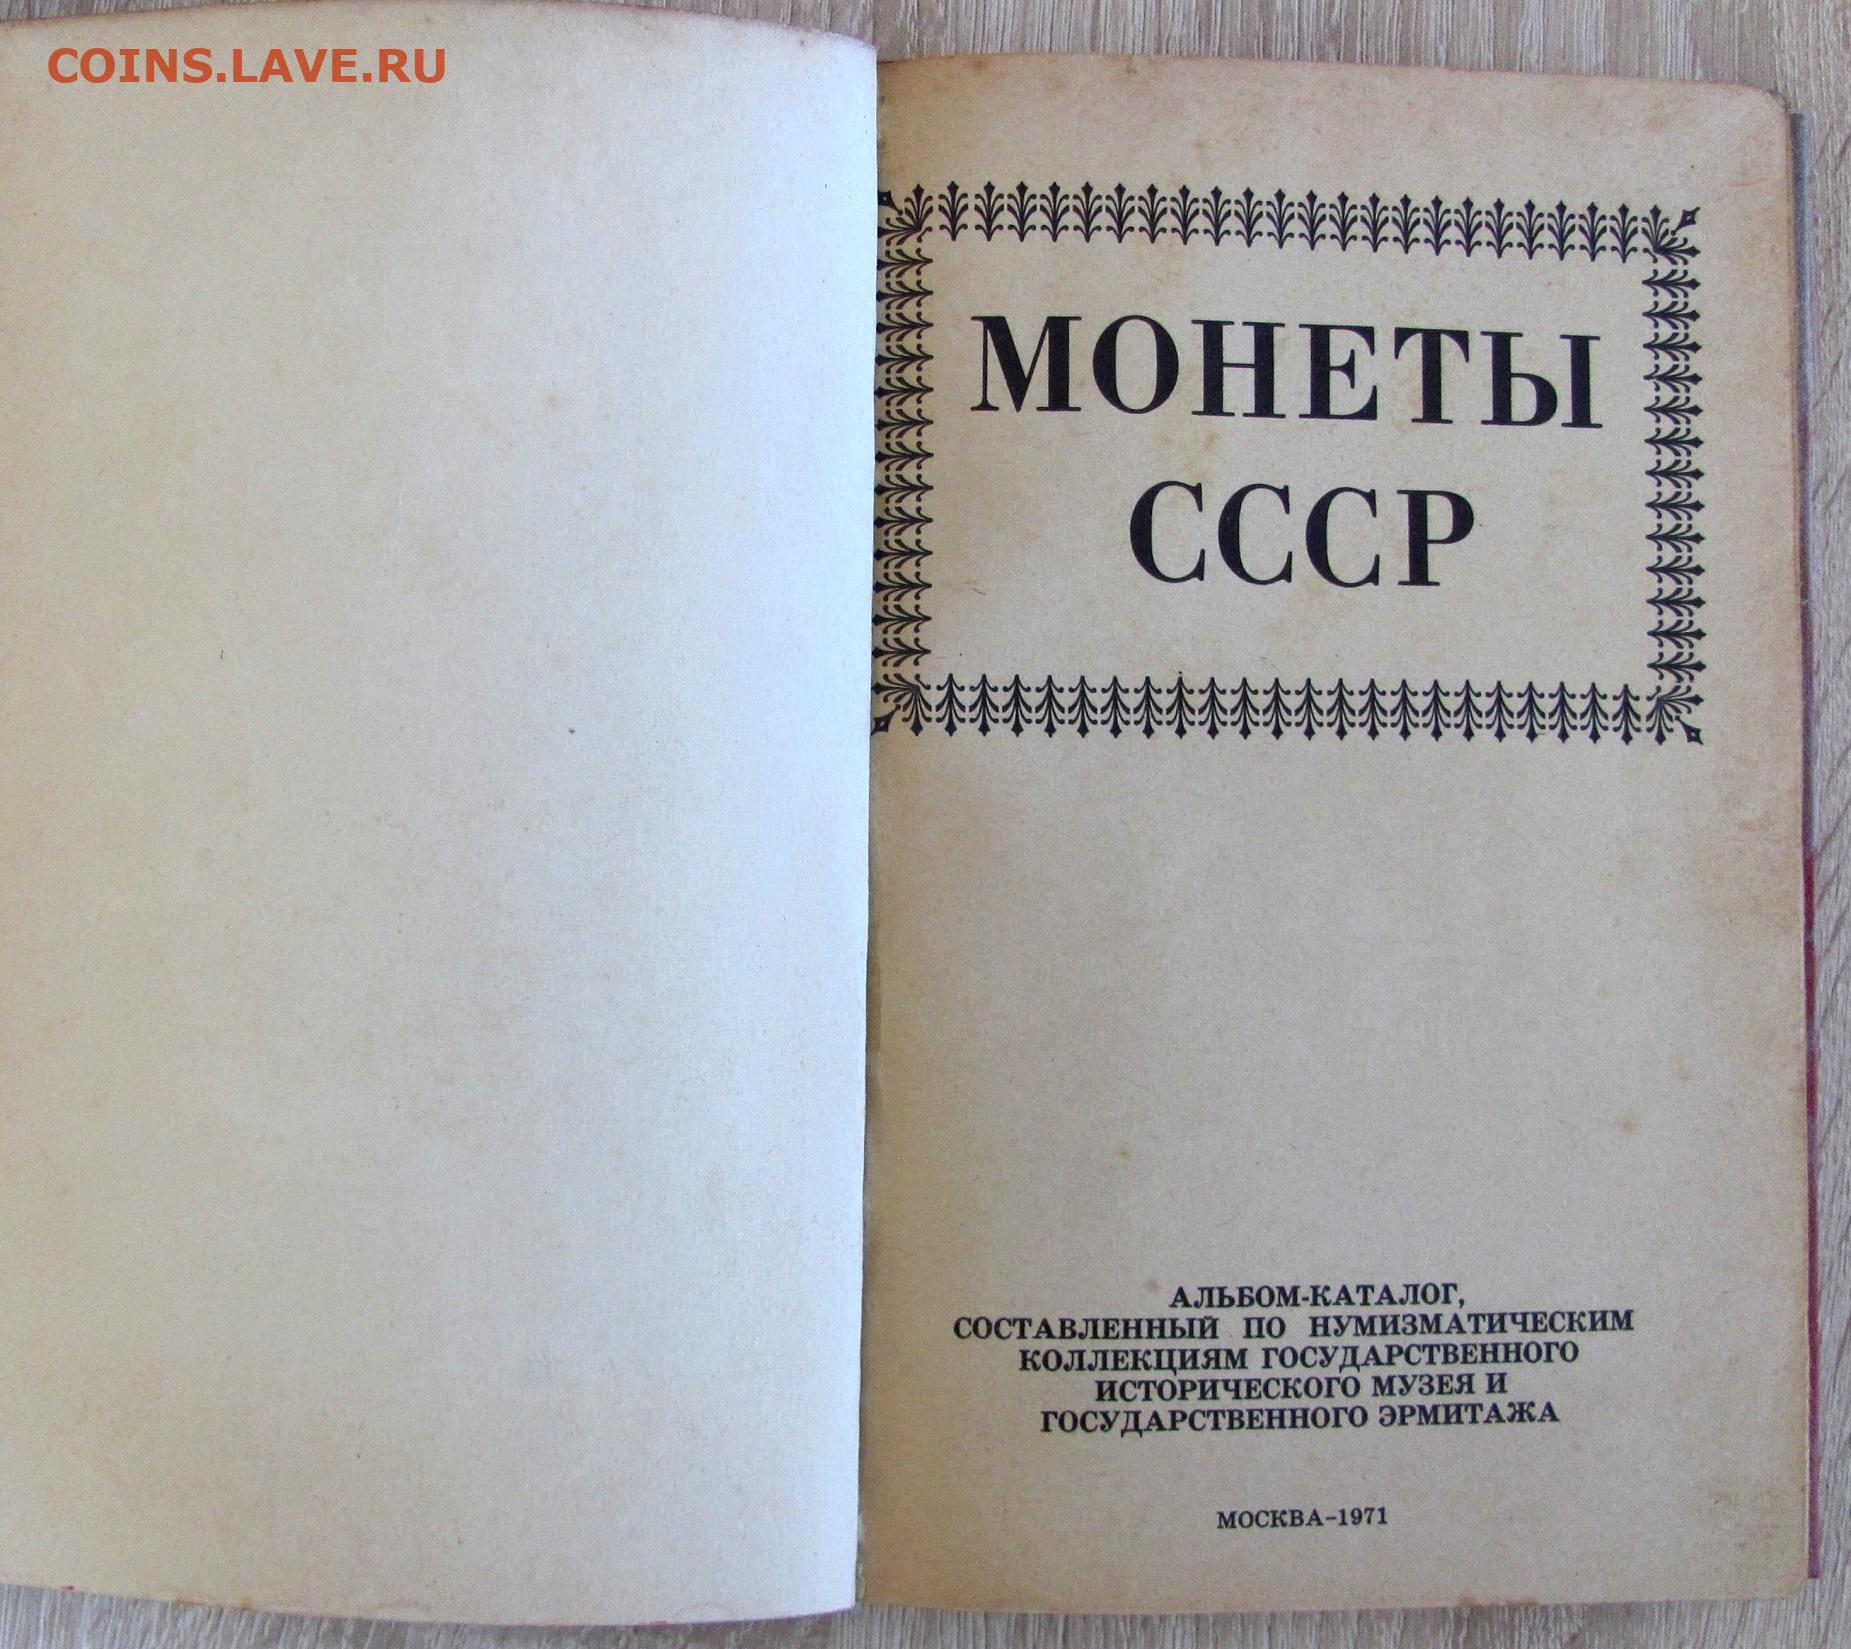 COINS.LAVE.RU
МОНЕТЫ
СССР
АЛЬБОМ-КАТАЛОГ,
СОСТАВЛЕННЫЙ ПО НУМИЗМАТИЧЕСКИМ
КОЛЛЕКЦИЯМ ГОСУДАРСТВЕННОГО
ИСТОРИЧЕСКОГО МУЗЕЯ И
ГОСУДАРСТВЕННОГО ЭРМИТАЖА
МОСКВА-1971